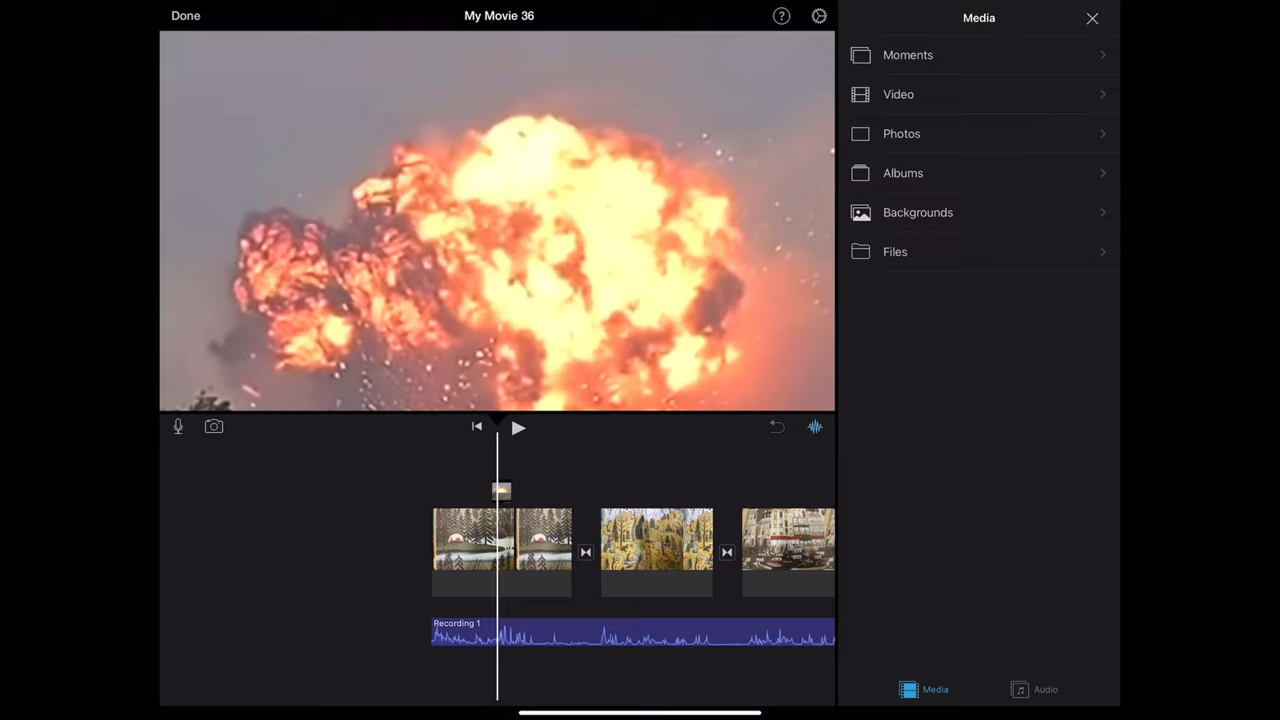 Done
My Movie 36
?
Media
Moments
Video
Photos
Albums
Backgrounds
Files
Recording 1
Media
Audio